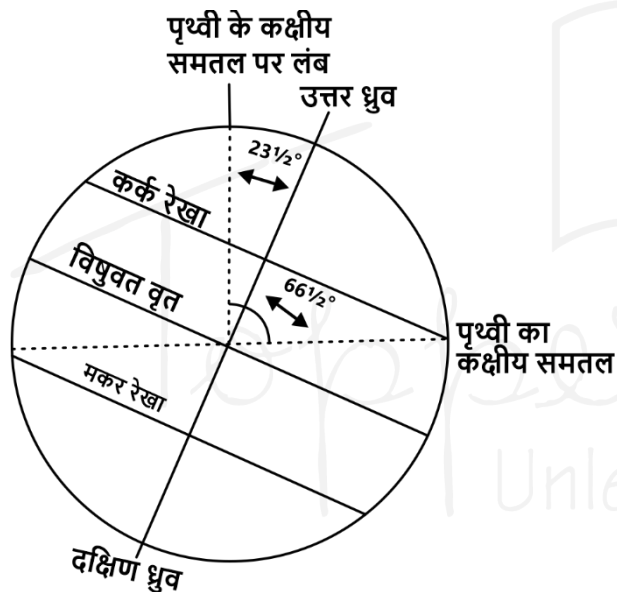 पृथ्वी के कक्षीय
समतल पर लंब
उत्तर ध्रुव
23½°
कर्क रेखा
विषुवत वृत
66½°
पृथ्वी का
कक्षीय समतल
मकर रेखा
दक्षिण ध्रुव